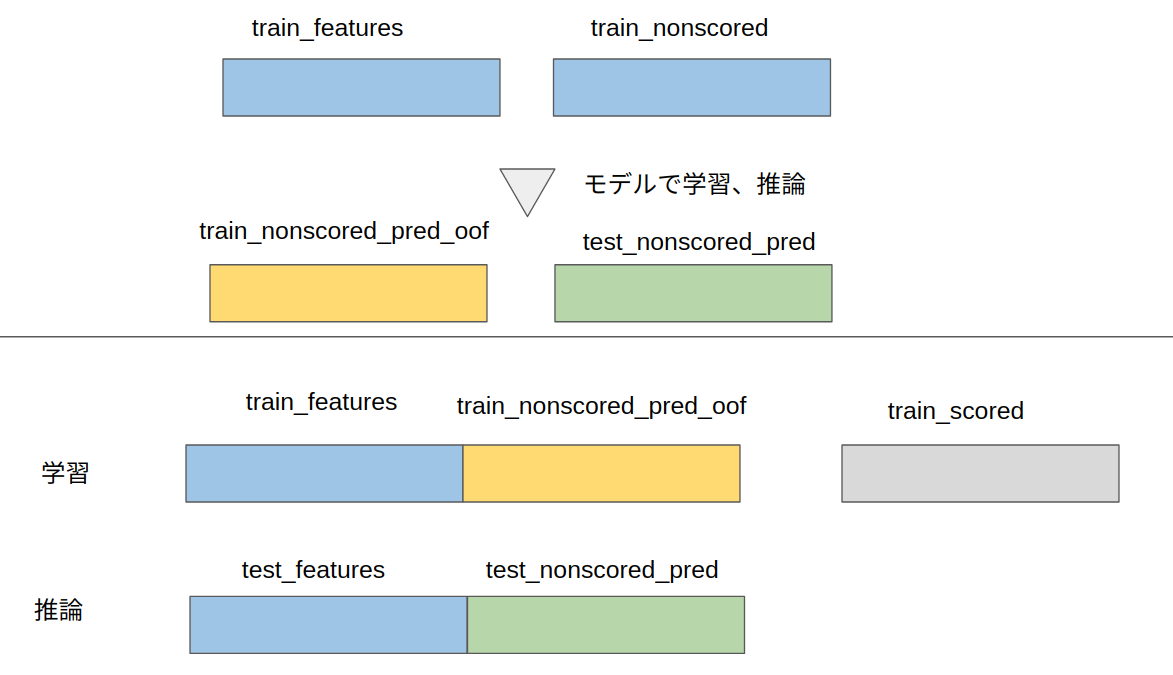 train_features
train_nonscored
モデルで学習、推論
train_nonscored_pred_oof
test_nonscored_pred
train_features
train_nonscored_pred_oof
train_scored
学習
test_features
test_nonscored_pred
推論